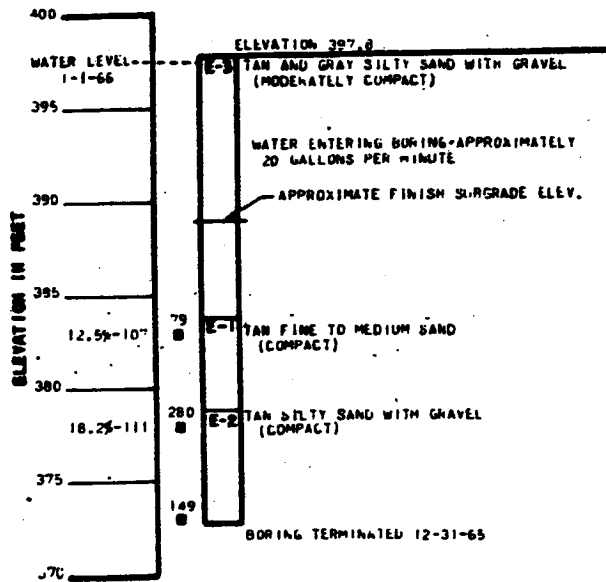 400
ELEVATION 397.8
WATER LEVEL
1-1-66
E-3 TAN AND GRAY SILTY SAND WITH GRAVEL
(MODERATELY COMPACT)
395
WATER ENTERING BORING-APPROXIMATELY
20 GALLONS PER MINUTE
390
APPROXIMATE FINISH SUBGRADE ELEV.
ELEVATION IN FEET
385
79
12.5%-107
E-1 TAN FINE TO MEDIUM SAND
(COMPACT)
380
280
18.2%-111
E-2 TAN SILTY SAND WITH GRAVEL
(COMPACT)
375
149
BORING TERMINATED 12-31-65
370